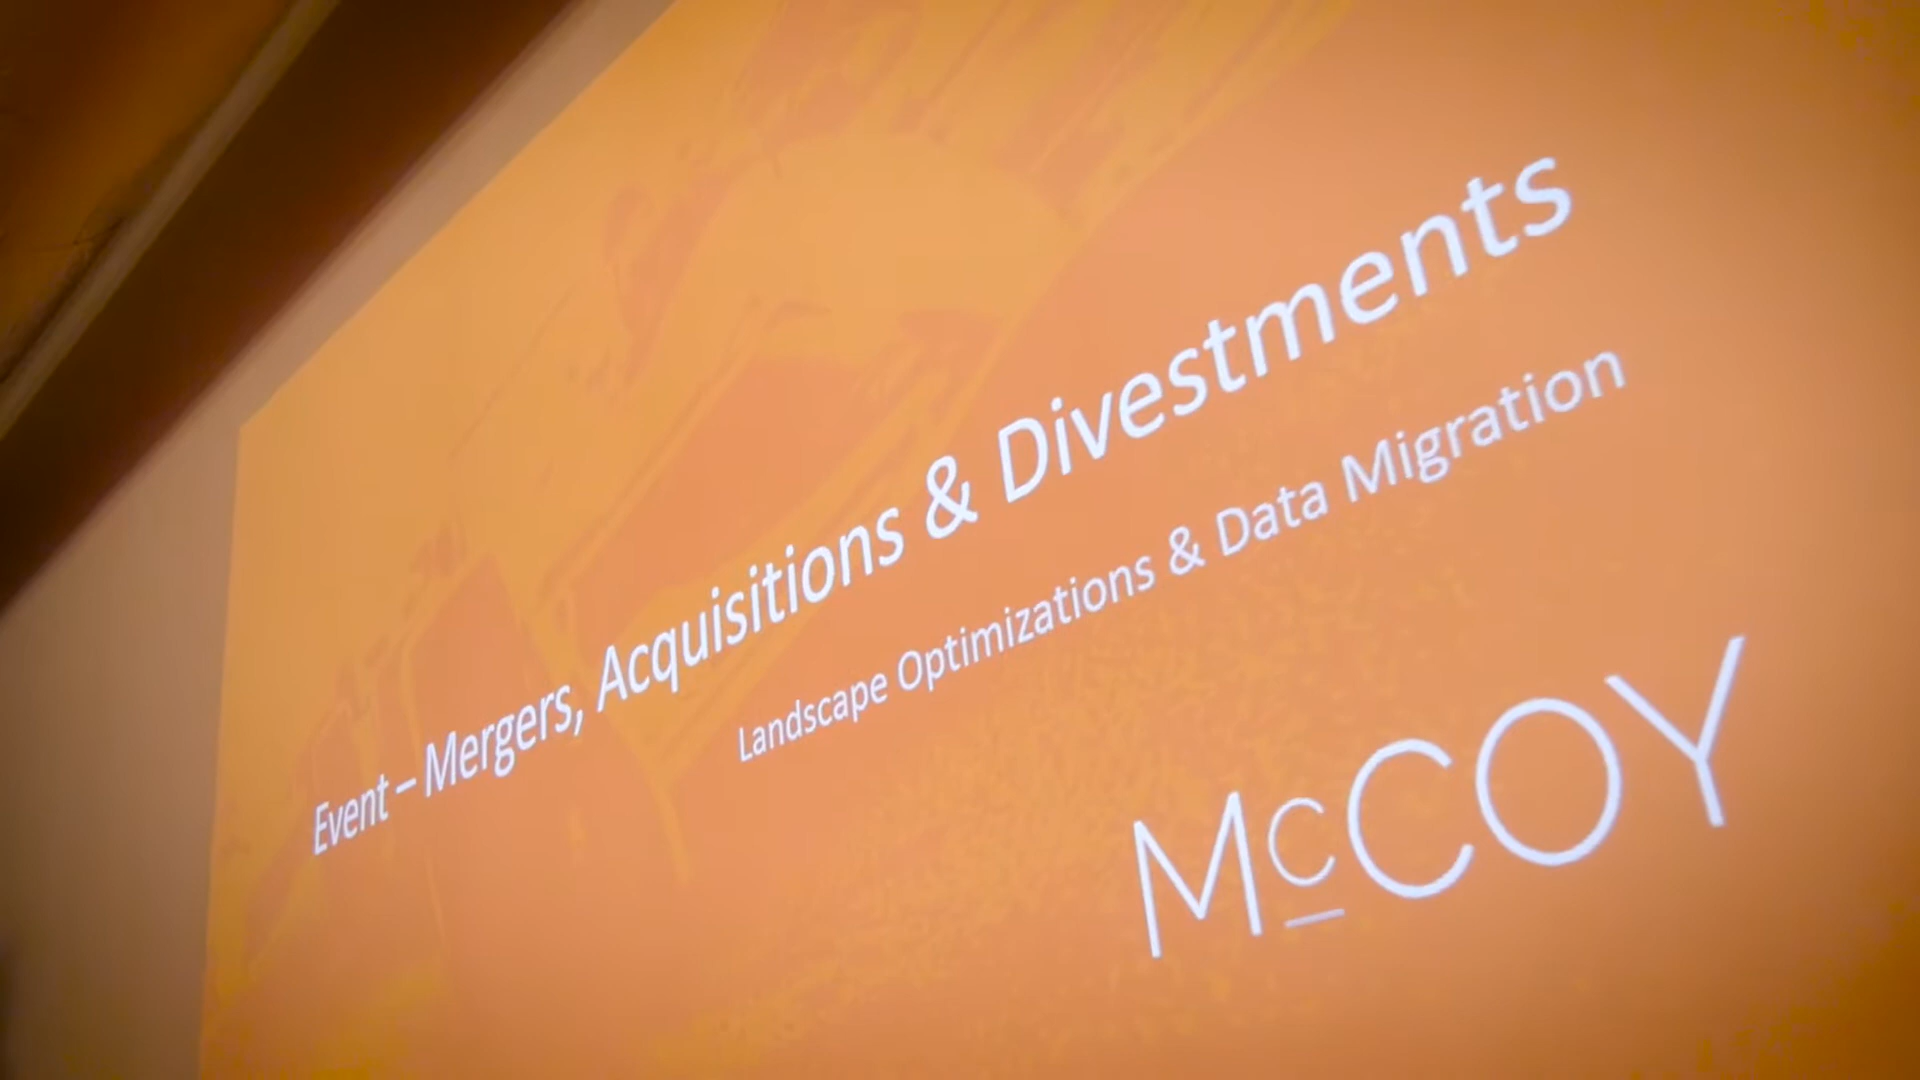 Event – Mergers, Acquisitions & Divestments
Landscape Optimizations & Data Migration
McCOY